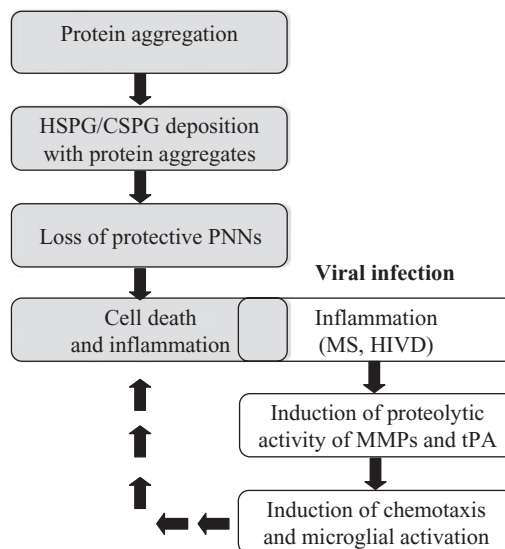 Protein aggregation
HSPG/CSPG deposition
with protein aggregates
Loss of protective PNNs
Viral infection
Cell death
and inflammation
Inflammation
(MS, HIVD)
Induction of proteolytic
activity of MMPs and tPA
Induction of chemotaxis
and microglial activation